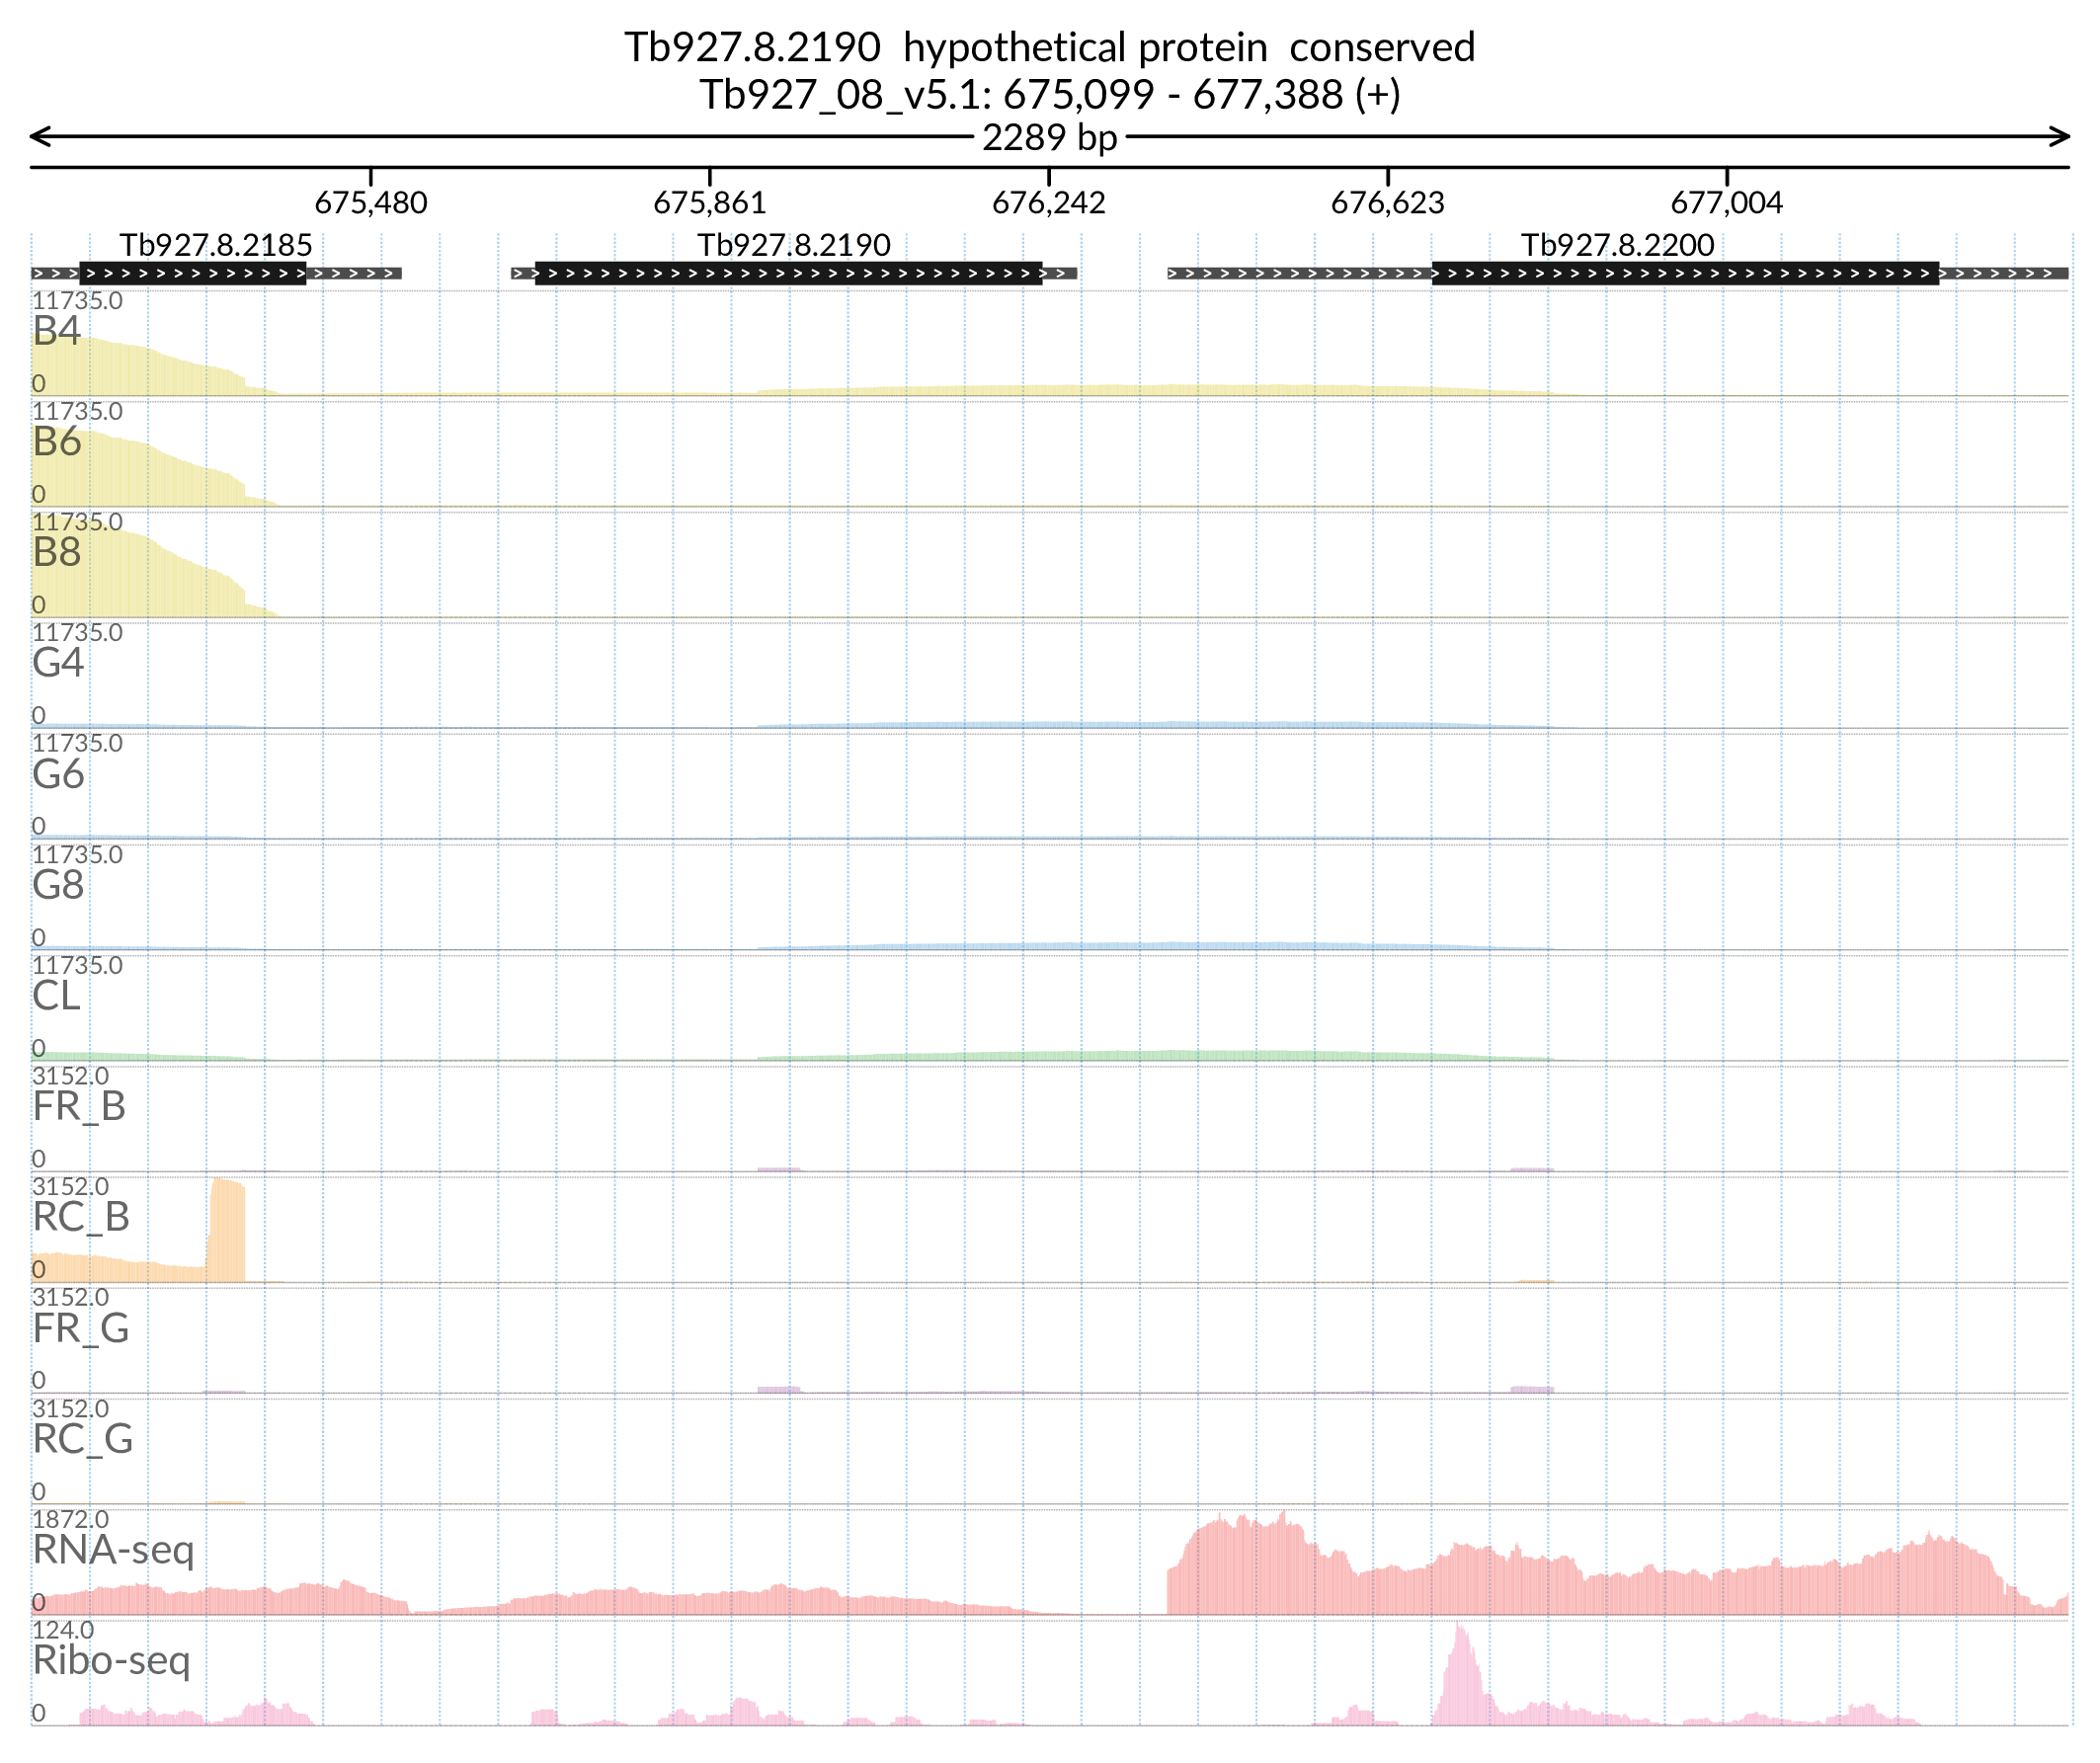 Tb927.8.2190 hypothetical protein conserved
Tb927_08_v5.1: 675,099 - 677,388 (+)
2289 bp
675,480 675,861 676,242 676,623 677,004
Tb927.8.2185 Tb927.8.2190 Tb927.8.2200
11735.0
B4
0
11735.0
B6
0
11735.0
B8
0
11735.0
G4
0
11735.0
G6
0
11735.0
G8
0
11735.0
CL
0
3152.0
FR_B
0
3152.0
RC_B
0
3152.0
FR_G
0
3152.0
RC_G
0
1872.0
RNA-seq
0
124.0
Ribo-seq
0